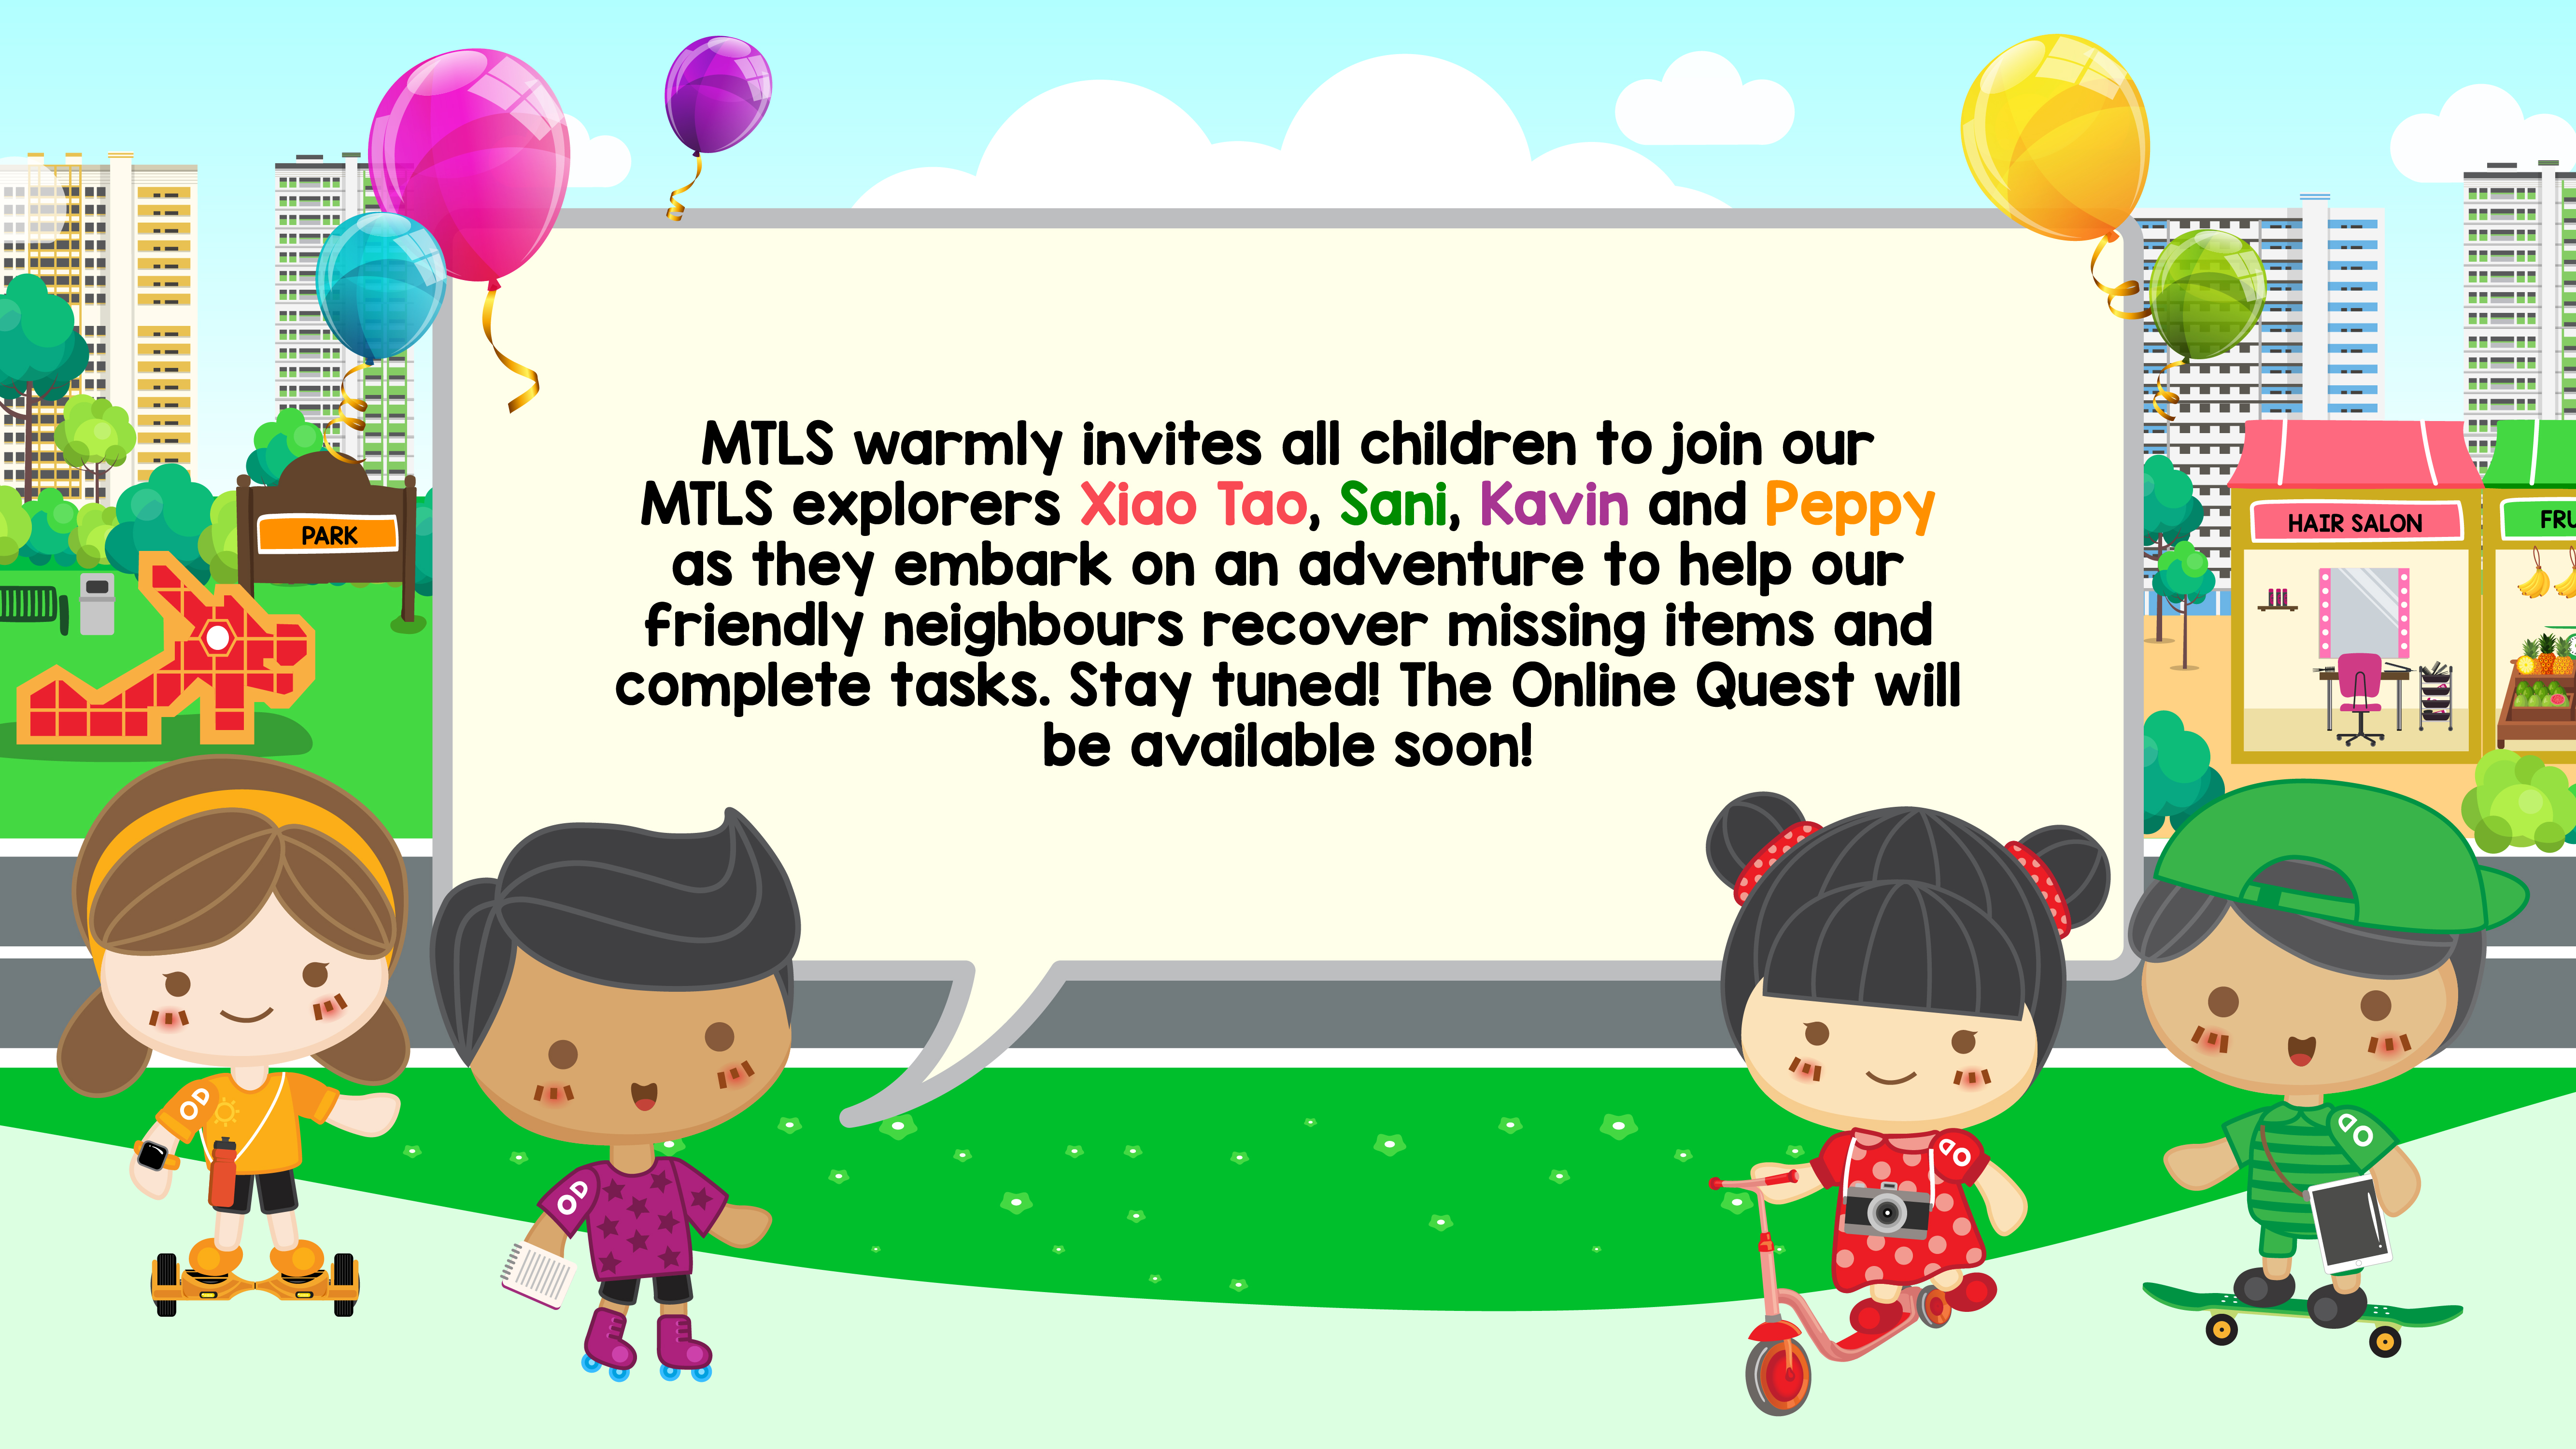 MTLS warmly invites all children to join our
MTLS explorers Xiao Tao, Sani, Kavin and Peppy
as they embark on an adventure to help our
friendly neighbours recover missing items and
complete tasks. Stay tuned! The Online Quest will
be available soon!
PARK
HAIR SALON
FRU
OD
OD
OD
OD